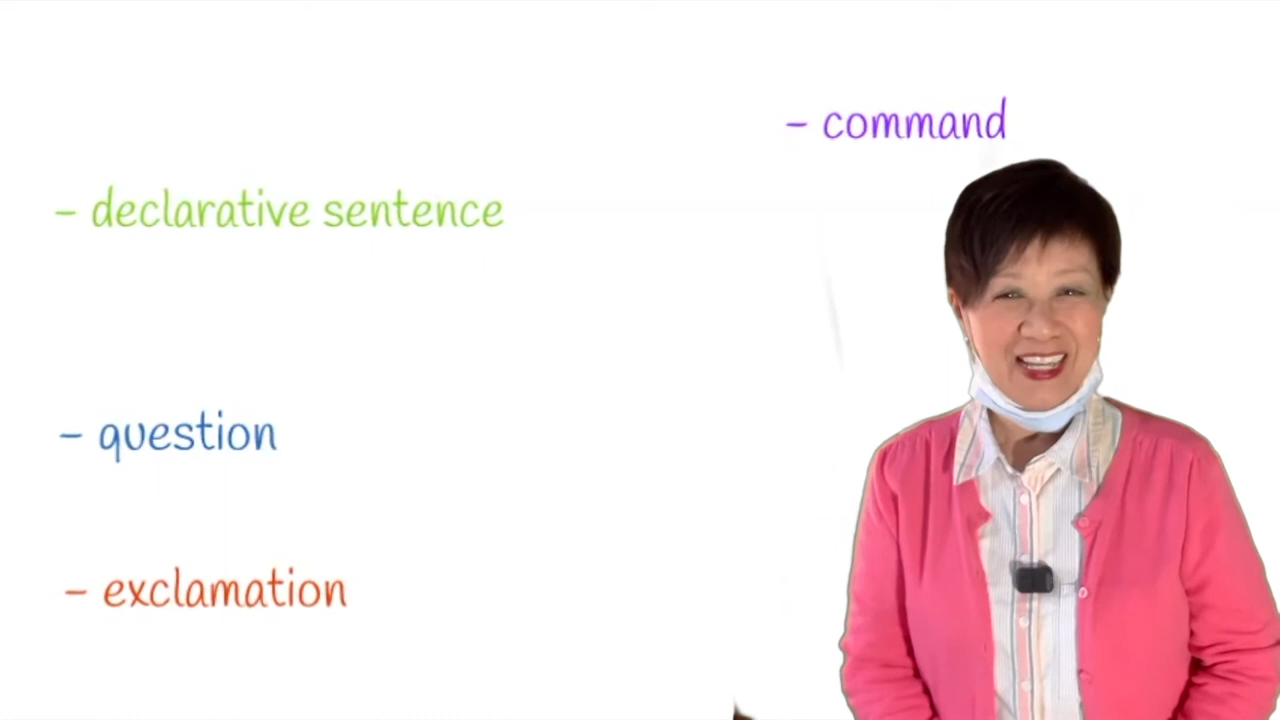 - command
- declarative sentence
- question
- exclamation